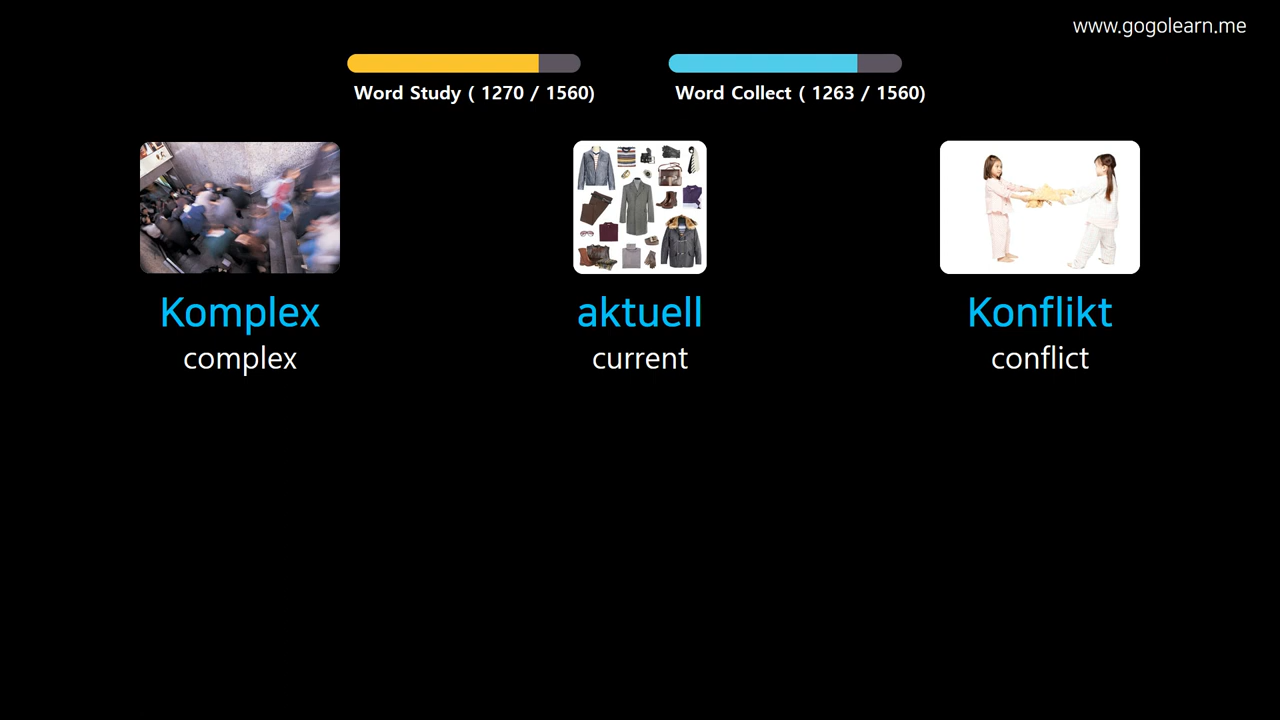 www.gogolearn.me
Word Study ( 1270 / 1560)
Word Collect ( 1263 / 1560)
Komplex
complex
aktuell
current
Konflikt
conflict